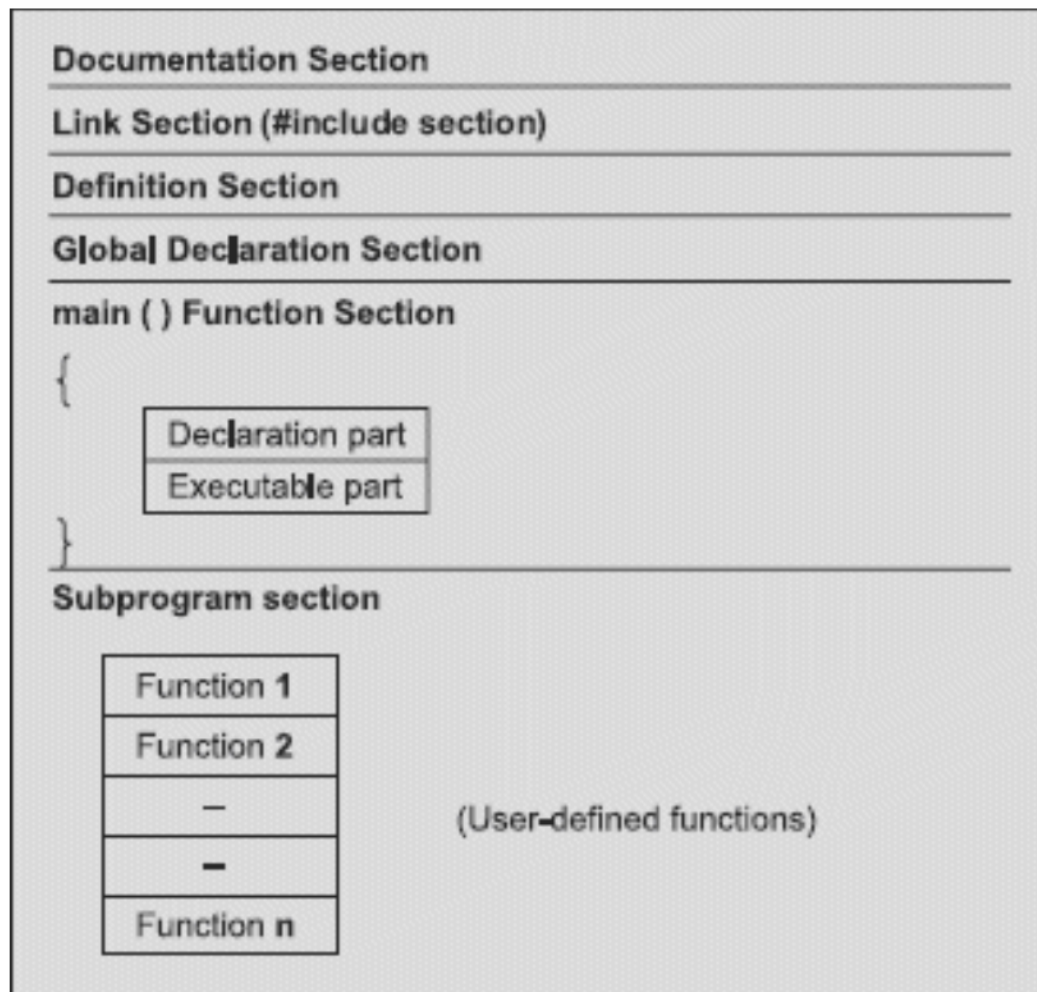 Documentation Section
Link Section (#include section)
Definition Section
Global Declaration Section
main ( ) Function Section
{
Declaration part
Executable part
}
Subprogram section
Function 1
Function 2
–
–
(User-defined functions)
Function n